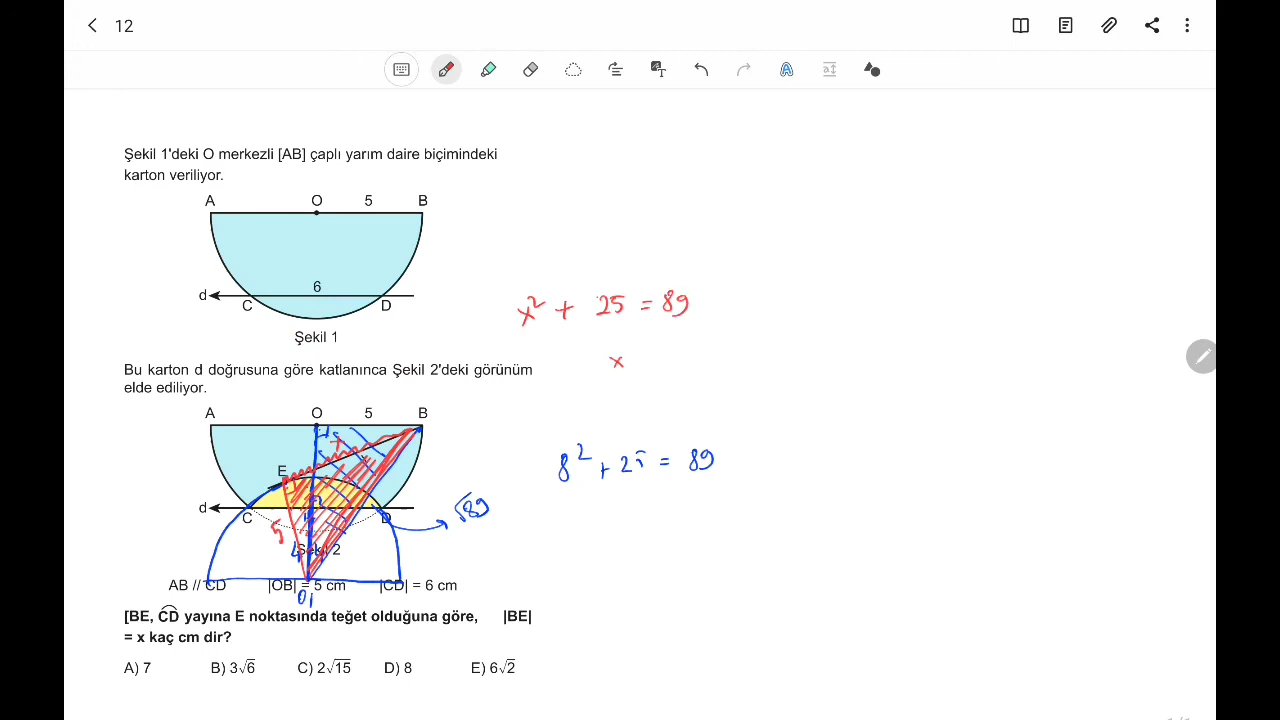 12
Şekil 1'deki O merkezli [AB] çaplı yarım daire biçimindeki
karton veriliyor.
A O 5 B
6
d C D
Şekil 1
x² + 25 = 89
x
Bu karton d doğrusuna göre katlanınca Şekil 2'deki görünüm
elde ediliyor.
A O 5 B
x
E
8² + 25 = 89
d C D
√89
5 4
Şekil 2
AB // CD |OB| = 5 cm |CD| = 6 cm
O₁
[BE, CD yayına E noktasında teğet olduğuna göre, |BE|
= x kaç cm dir?
A) 7 B) 3√6 C) 2√15 D) 8 E) 6√2